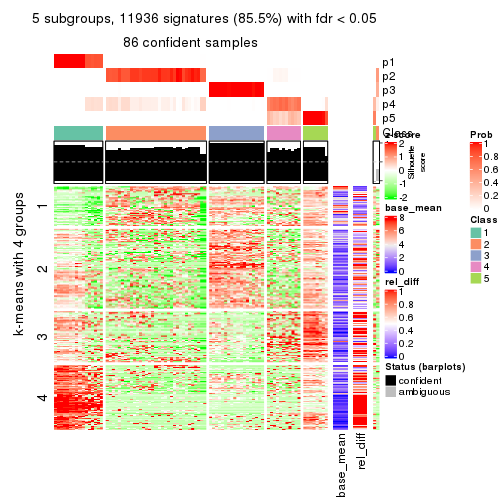 5 subgroups, 11936 signatures (85.5%) with fdr < 0.05
86 confident samples
p1
p2
p3
p4
p5
Class
z-score
2
1
0
-1
-2
Silhouette
score
Prob
1
0.8
0.6
0.4
0.2
0
base_mean
8
6
4
2
0
Class
1
2
3
4
5
rel_diff
1
0.8
0.6
0.4
0.2
0
Status (barplots)
confident
ambiguous
k-means with 4 groups
1
2
3
4
base_mean
rel_diff